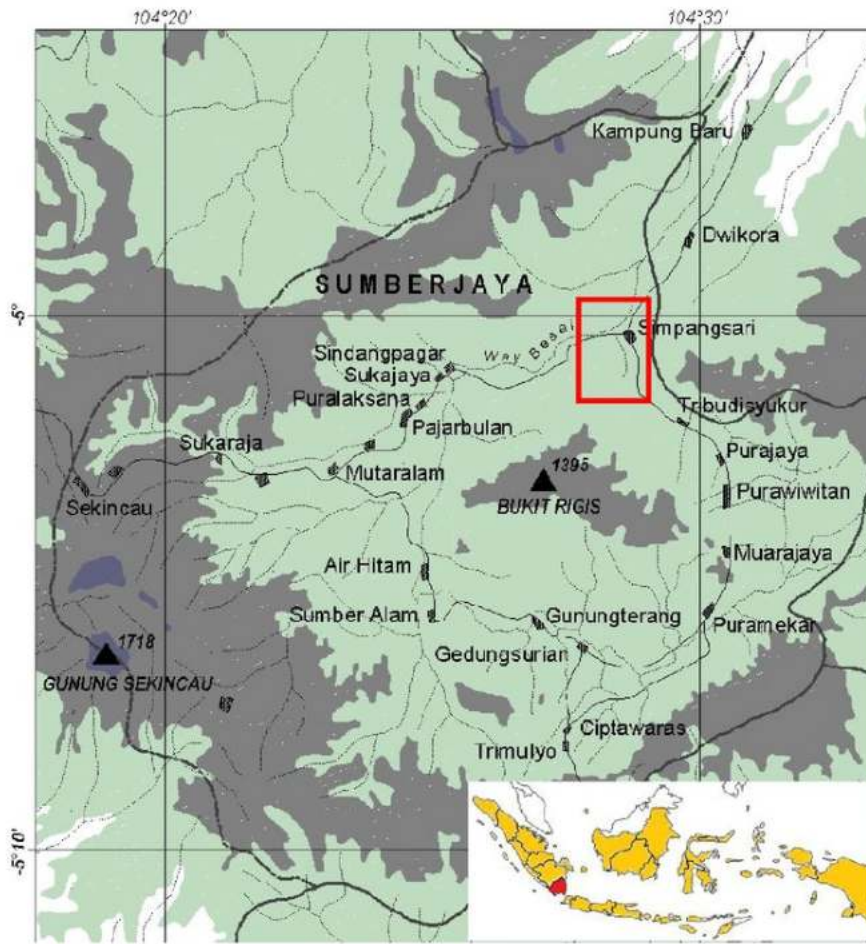 104°20'
104°30'
Kampung Baru
Dwikora
SUMBERJAYA
-5°
Simpangsari
Way Besai
Sindangpagar
Sukajaya
Puralaksana
Tribudisyukur
Pajarbulan
Sukaraja
Purajaya
1395
Mutaralam
BUKIT RIGIS
Purawiwitan
Sekincau
Muarajaya
Air Hitam
Sumber Alam
Gunungterang
Puramekar
1718
Gedungsurian
GUNUNG SEKINCAU
Ciptawaras
Trimulyo
-5°10'